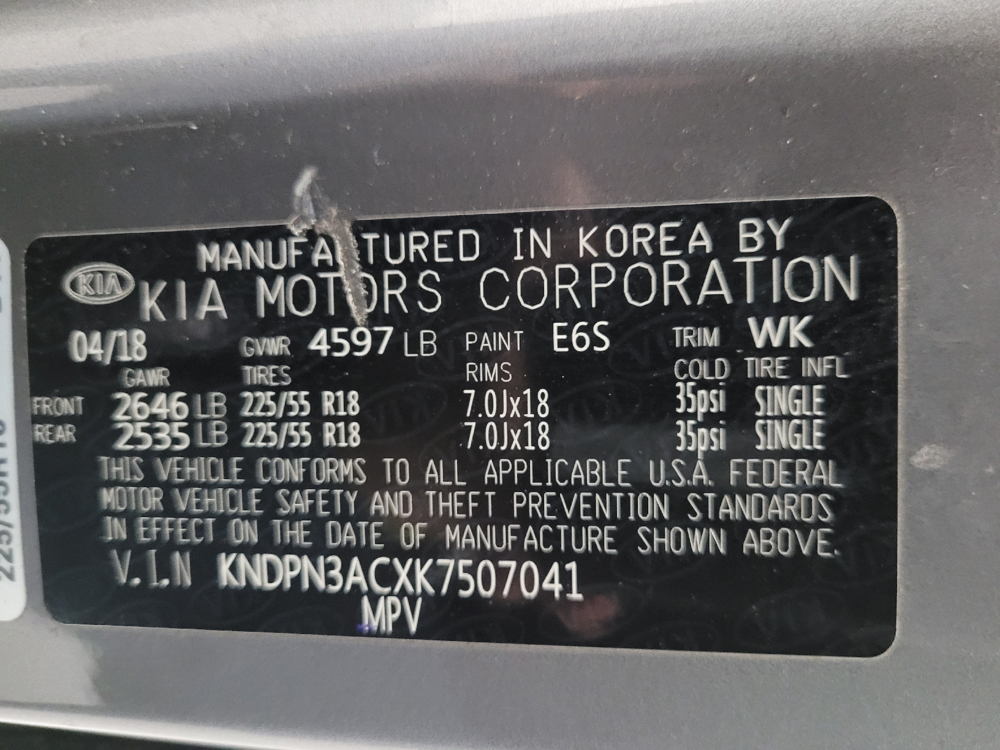 MANUFACTURED IN KOREA BY
KIA KIA MOTORS CORPORATION
04/18 GVWR 4597 LB PAINT E6S TRIM WK
GAWR TIRES RIMS COLD TIRE INFL
FRONT 2646 LB 225/55 R18 7.0Jx18 35psi SINGLE
REAR 2535 LB 225/55 R18 7.0Jx18 35psi SINGLE
THIS VEHICLE CONFORMS TO ALL APPLICABLE U.S.A. FEDERAL
MOTOR VEHICLE SAFETY AND THEFT PREVENTION STANDARDS
IN EFFECT ON THE DATE OF MANUFACTURE SHOWN ABOVE.
V.I.N KNDPN3ACXK7507041
MPV